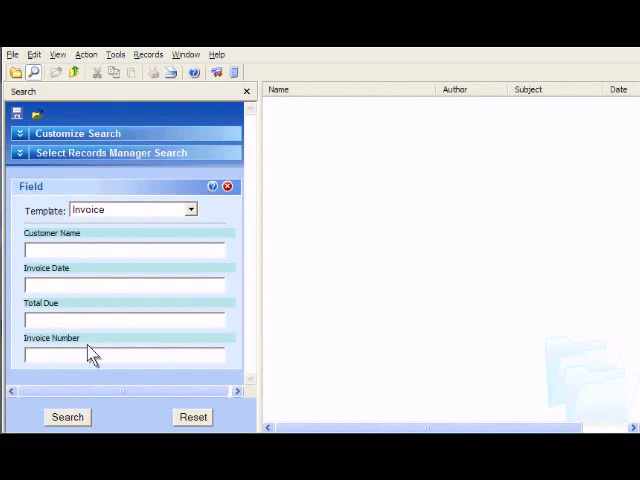 File Edit View Action Tools Records Window Help
Search
Name Author Subject Date
Customize Search
Select Records Manager Search
Field
Template: Invoice
Customer Name
Invoice Date
Total Due
Invoice Number
Search Reset